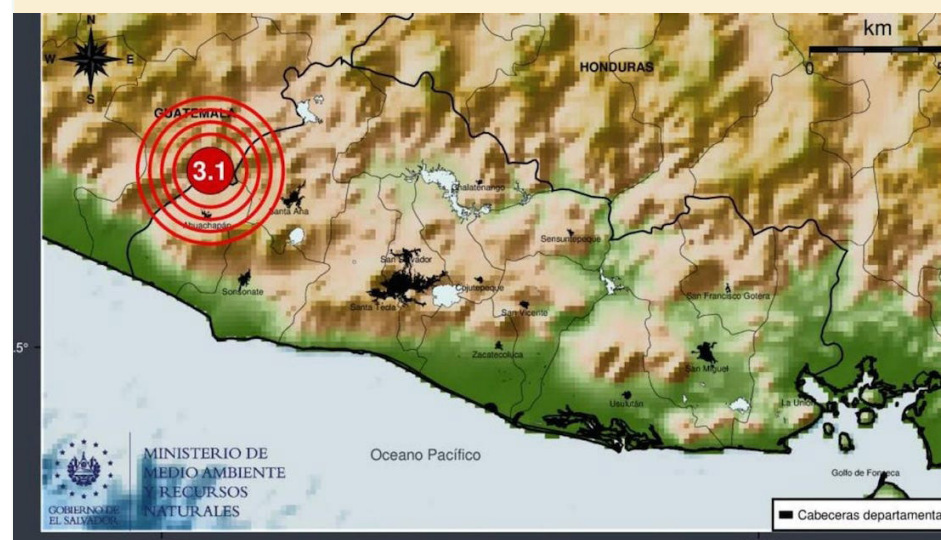 N
W E
S
km
0
HONDURAS
GUATEMALA
3.1
Chalatenango
Santa Ana
Ahuachapán
Sensuntepeque
San Salvador
Cojutepeque
Sonsonate
San Francisco Gotera
Santa Tecla
San Vicente
.5°
Zacatecoluca
San Miguel
Usulután
La Unión
Oceano Pacífico
MINISTERIO DE
MEDIO AMBIENTE
Y RECURSOS
NATURALES
GOBIERNO DE
EL SALVADOR
Golfo de Fonseca
Cabeceras departamenta